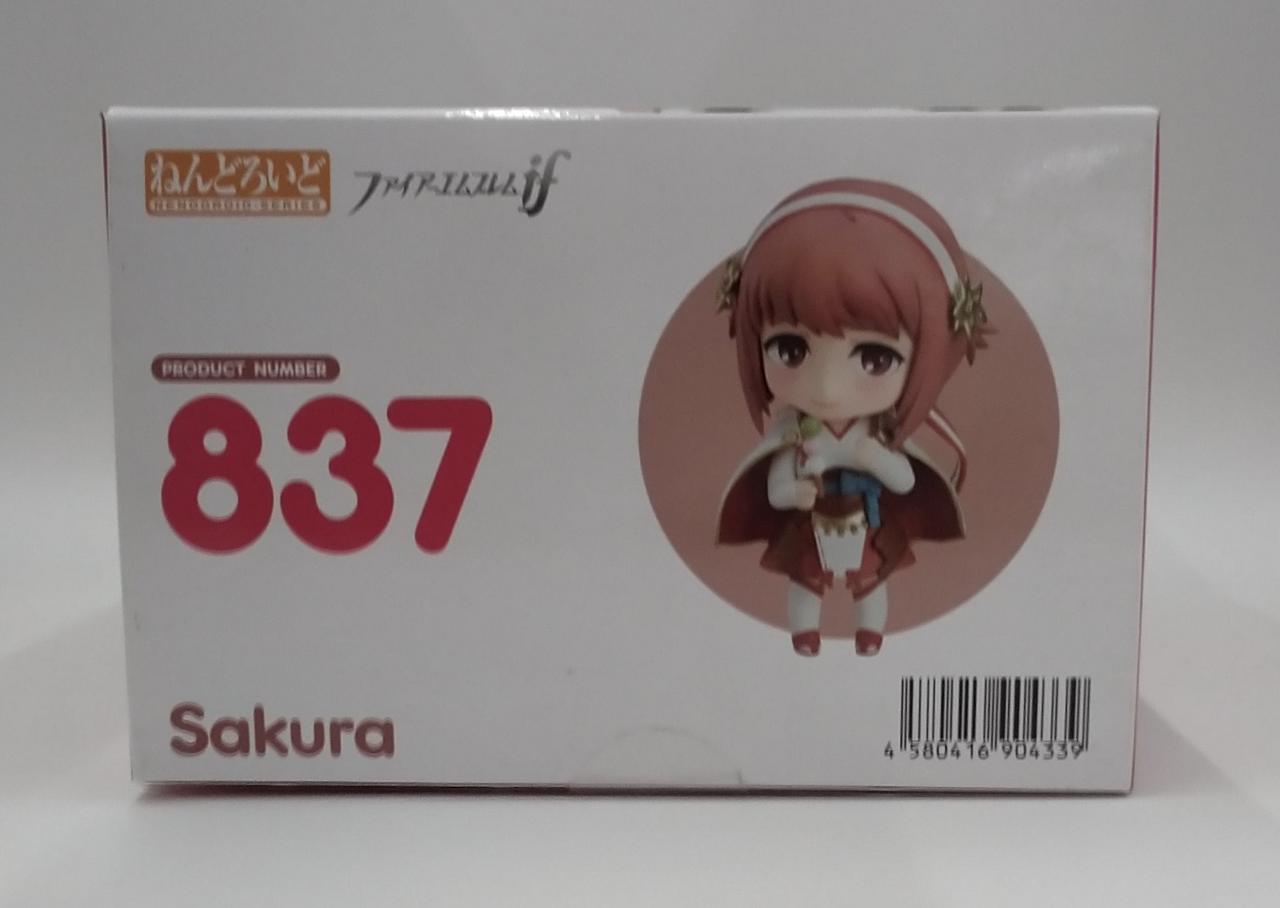 ねんどろいど
NENDOROID SERIES
ファイアーエムブレムif
PRODUCT NUMBER
837
Sakura
4 580416 904339